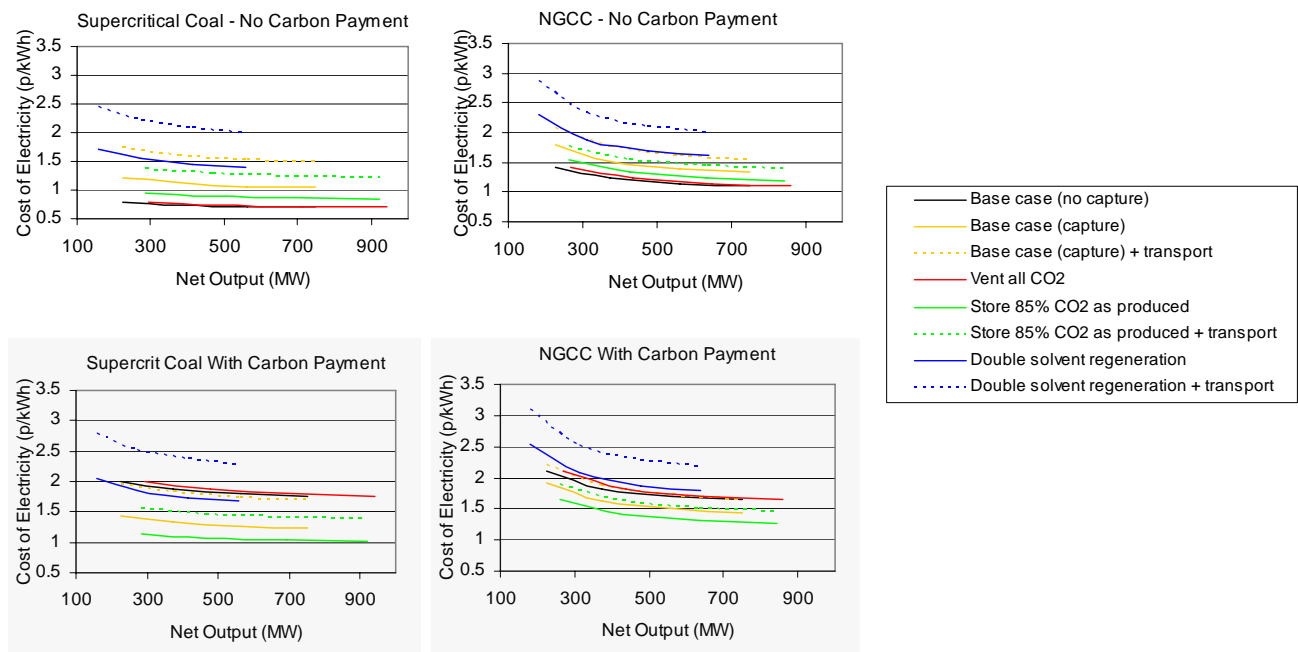 Supercritical Coal - No Carbon Payment
Cost of Electricity (p/kWh)
3.5
3
2.5
2
1.5
1
0.5
100 300 500 700 900
Net Output (MW)
NGCC - No Carbon Payment
Cost of Electricity (p/kWh)
3.5
3
2.5
2
1.5
1
0.5
100 300 500 700 900
Net Output (MW)
Base case (no capture)
Base case (capture)
Base case (capture) + transport
Vent all CO2
Store 85% CO2 as produced
Store 85% CO2 as produced + transport
Double solvent regeneration
Double solvent regeneration + transport
Supercrit Coal With Carbon Payment
Cost of Electricity (p/kWh)
3.5
3
2.5
2
1.5
1
0.5
100 300 500 700 900
Net Output (MW)
NGCC With Carbon Payment
Cost of Electricity (p/kWh)
3.5
3
2.5
2
1.5
1
0.5
100 300 500 700 900
Net Output (MW)